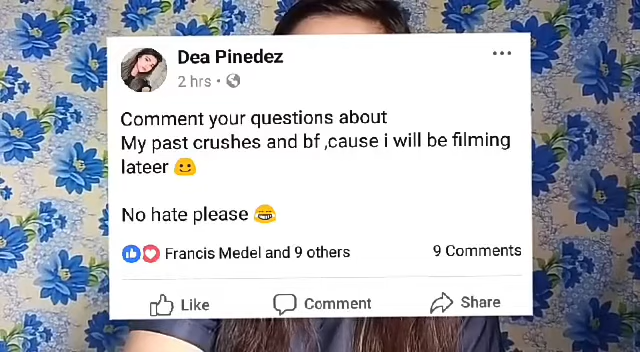 Dea Pinedez
2 hrs
Comment your questions about
My past crushes and bf ,cause i will be filming
lateer 🙂
No hate please 😂
Francis Medel and 9 others
9 Comments
Like
Comment
Share